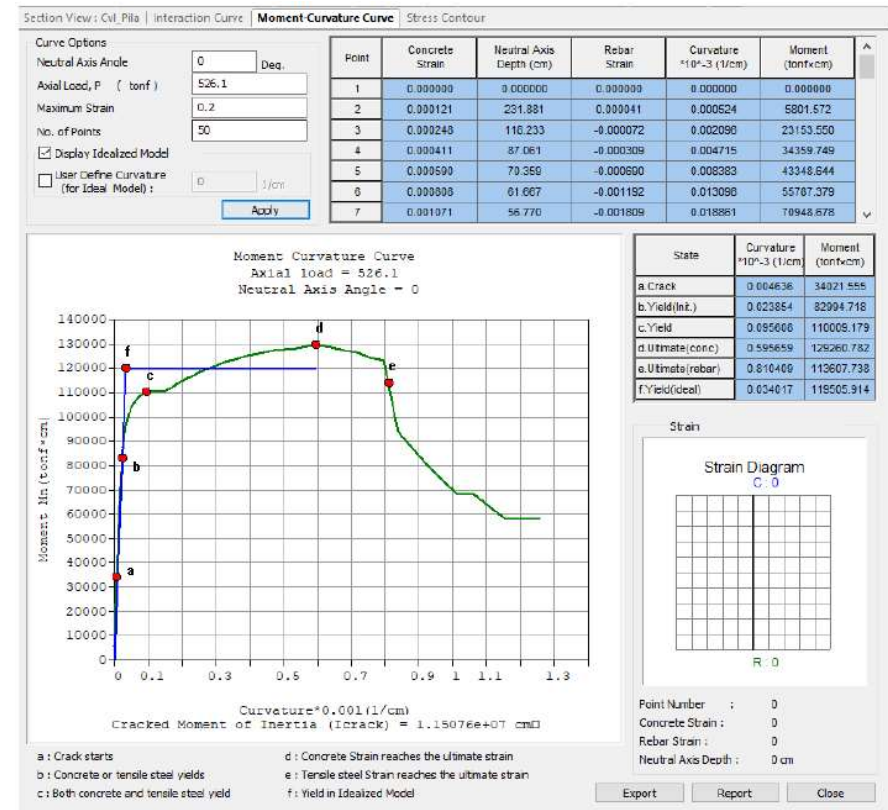 Section View : Cvl_Pila Interaction Curve Moment-Curvature Curve Stress Contour
Curve Options
Neutral Axis Angle 0 Deg.
Axial Load, P ( tonf ) 526.1
Maximum Strain 0.2
No. of Points 50
Display Idealized Model
User Define Curvature
(for Ideal Model) : 0 1/cm
Apply
Point Concrete Strain Neutral Axis Depth (cm) Rebar Strain Curvature *10^-3 (1/cm) Moment (tonf×cm)
1 0.000000 0.000000 0.000000 0.000000 0.000000
2 0.000121 231.881 0.000041 0.000524 5801.572
3 0.000248 118.233 -0.000072 0.002096 23153.550
4 0.000411 87.061 -0.000309 0.004715 34359.749
5 0.000590 70.359 -0.000690 0.008383 43348.644
6 0.000808 61.667 -0.001192 0.013098 55787.379
7 0.001071 56.770 -0.001809 0.018861 70948.678
Moment Curvature Curve
Axial load = 526.1
Neutral Axis Angle = 0
Moment Mn(tonf*cm)
140000
130000
120000
110000
100000
90000
80000
70000
60000
50000
40000
30000
20000
10000
0
a
b
c
d
e
f
0 0.1 0.3 0.5 0.7 0.9 1 1.1 1.3
Curvature*0.001(1/cm)
Cracked Moment of Inertia (Icrack) = 1.15076e+07 cm□
State Curvature *10^-3 (1/cm) Moment (tonf×cm)
a.Crack 0.004636 34021.555
b.Yield(Init.) 0.023854 82994.718
c.Yield 0.095608 110009.179
d.Ultimate(conc) 0.595659 129260.782
e.Ultimate(rebar) 0.810409 113607.738
f.Yield(ideal) 0.034017 119505.914
Strain
Strain Diagram
C : 0
R : 0
Point Number : 0
Concrete Strain : 0
Rebar Strain : 0
Neutral Axis Depth : 0 cm
a : Crack starts
b : Concrete or tensile steel yields
c : Both concrete and tensile steel yield
d : Concrete Strain reaches the ultimate strain
e : Tensile steel Strain reaches the ultimate strain
f : Yield in Idealized Model
Export Report Close